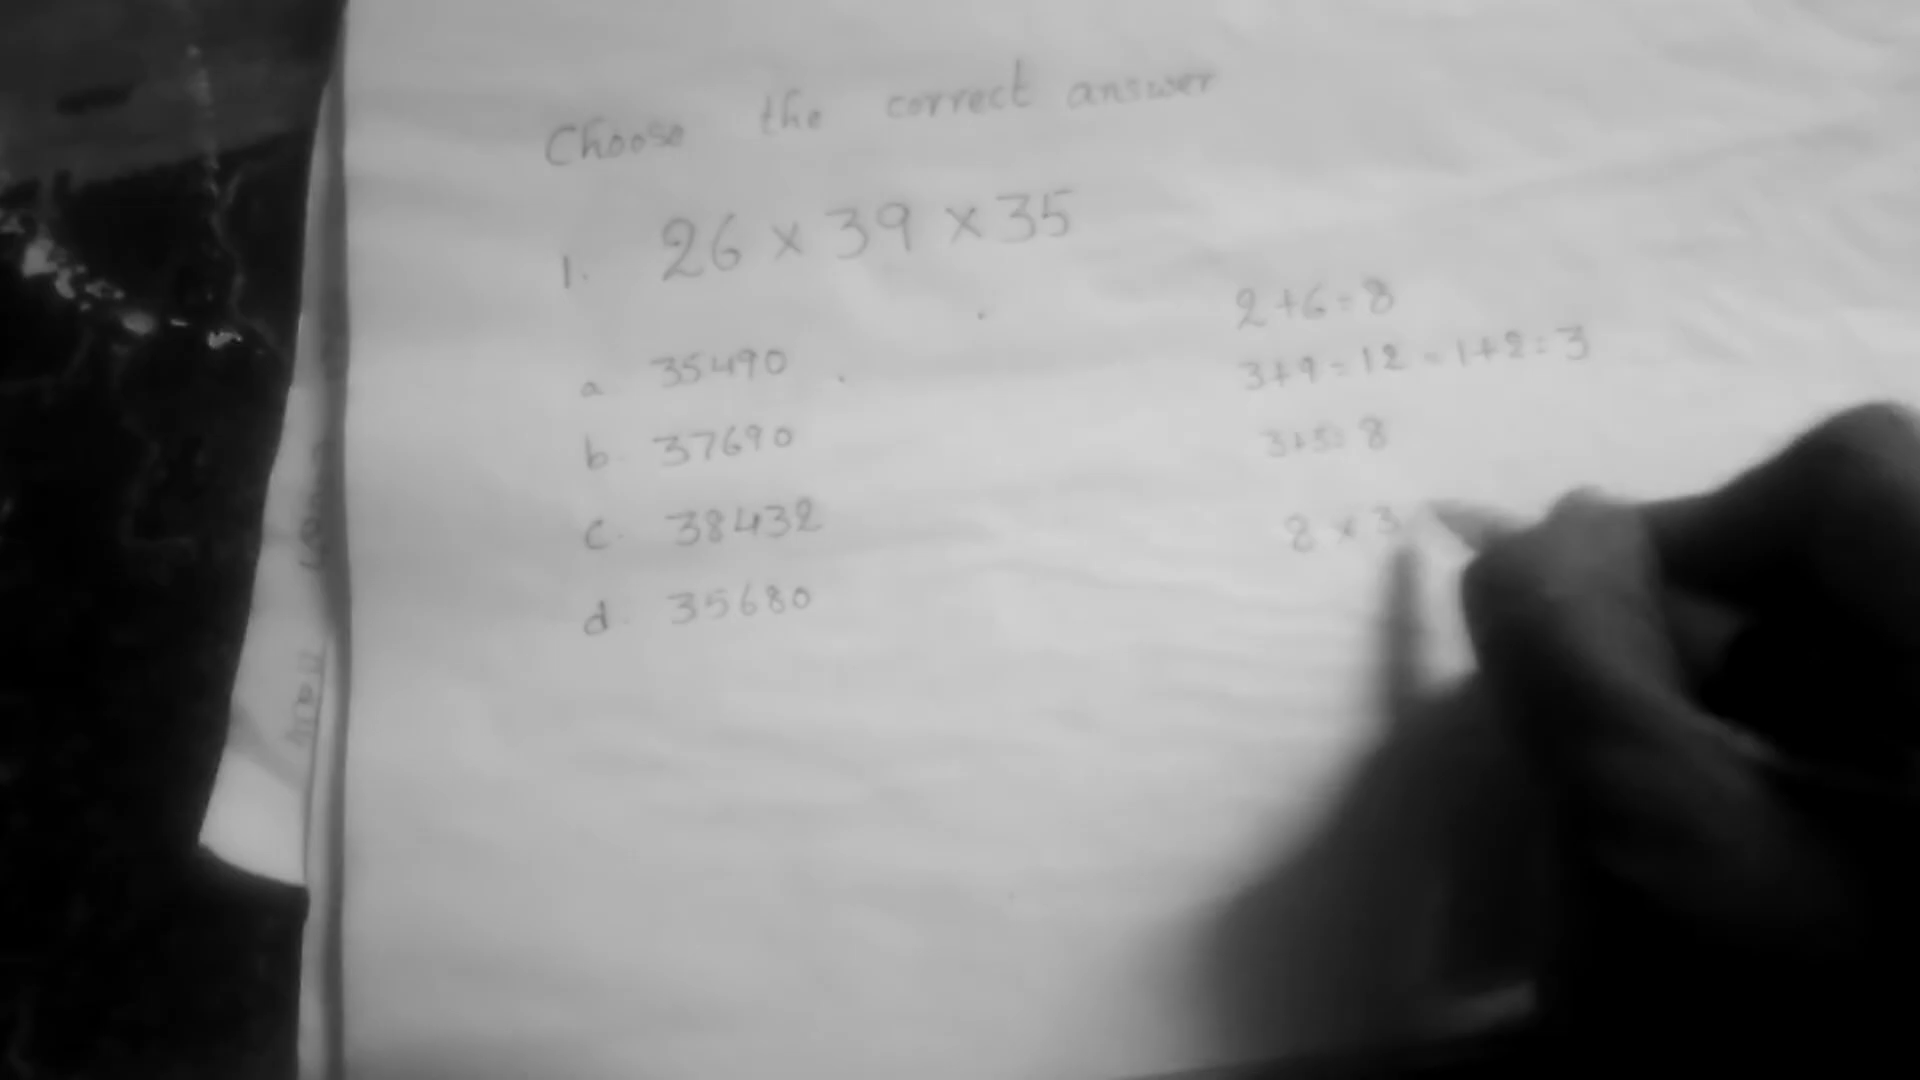 Choose the correct answer
1. 26 x 39 x 35
a 35490
b. 37690
c. 38432
d. 35680
2+6=8
3+9=12=1+2=3
3+5=8
8 x 3